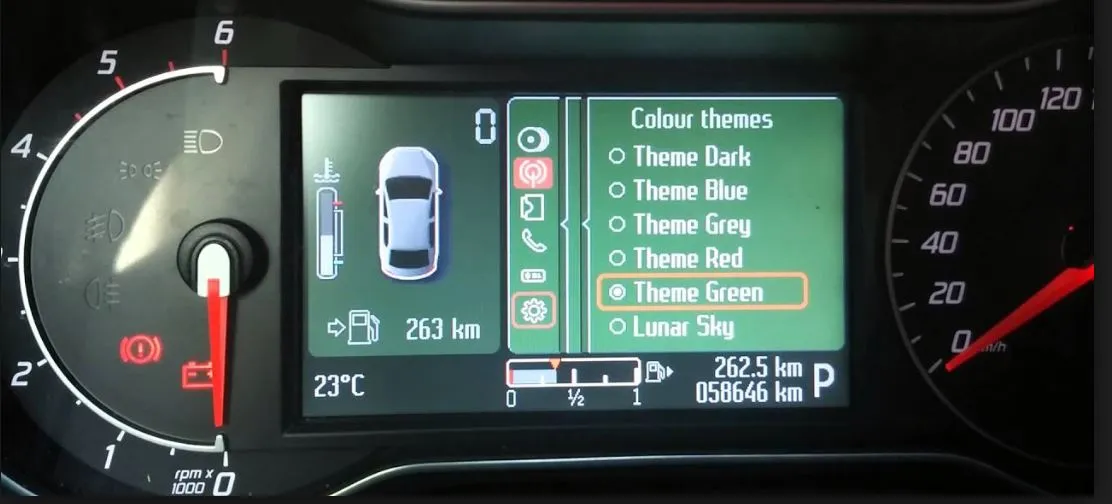 6
5
4
2
1
0
rpm x
1000
0
263 km
23°C
Colour themes
Theme Dark
Theme Blue
Theme Grey
Theme Red
Theme Green
Lunar Sky
0 ½ 1
262.5 km
058646 km
P
120
100
80
60
40
20
0
km/h